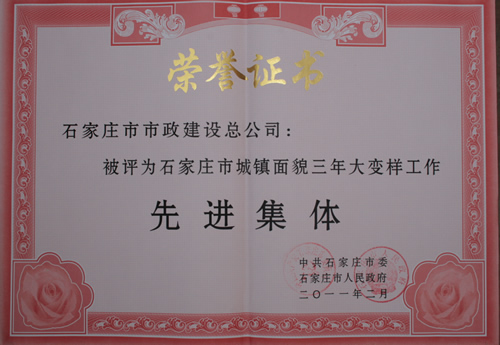 荣誉证书
石家庄市市政建设总公司：
被评为石家庄市城镇面貌三年大变样工作
先进集体
中共石家庄市委
石家庄市人民政府
二〇一一年二月